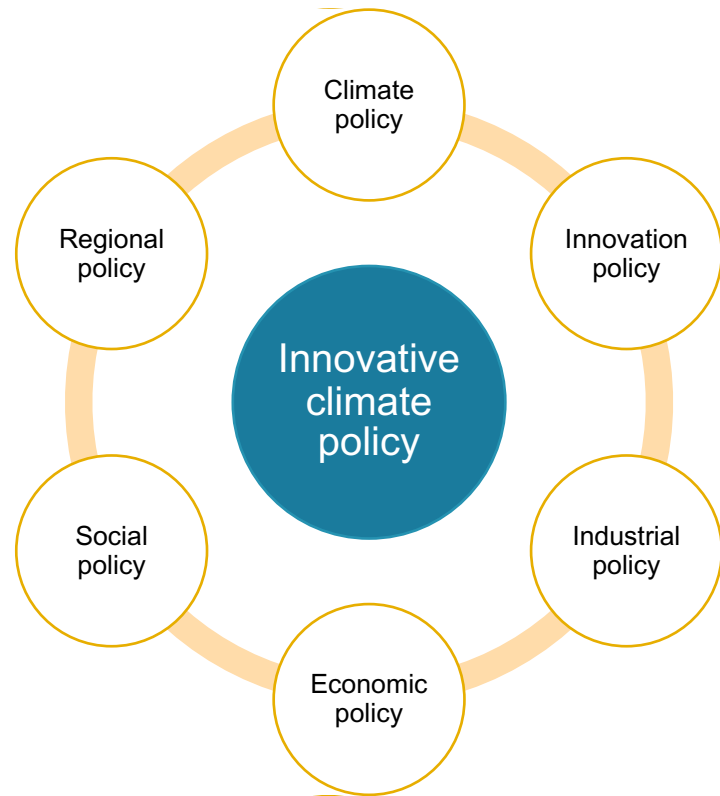 Climate
policy
Innovation
policy
Industrial
policy
Economic
policy
Social
policy
Regional
policy
Innovative
climate
policy